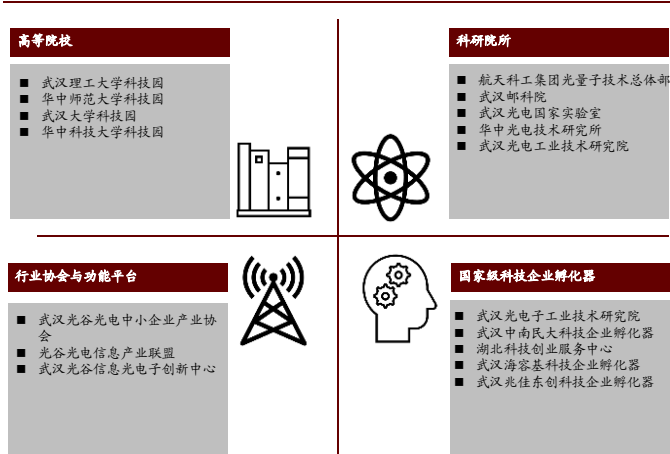 高等院校
■ 武汉理工大学科技园
■ 华中师范大学科技园
■ 武汉大学科技园
■ 华中科技大学科技园
科研院所
■ 航天科工集团光量子技术总体部
■ 武汉邮科院
■ 武汉光电国家实验室
■ 华中光电技术研究所
■ 武汉光电工业技术研究院
行业协会与功能平台
■ 武汉光谷光电中小企业产业协
会
■ 光谷光电信息产业联盟
■ 武汉光谷信息光电子创新中心
国家级科技企业孵化器
■ 武汉光电子工业技术研究院
■ 武汉中南民大科技企业孵化器
■ 湖北科技创业服务中心
■ 武汉海容基科技企业孵化器
■ 武汉兆佳东创科技企业孵化器